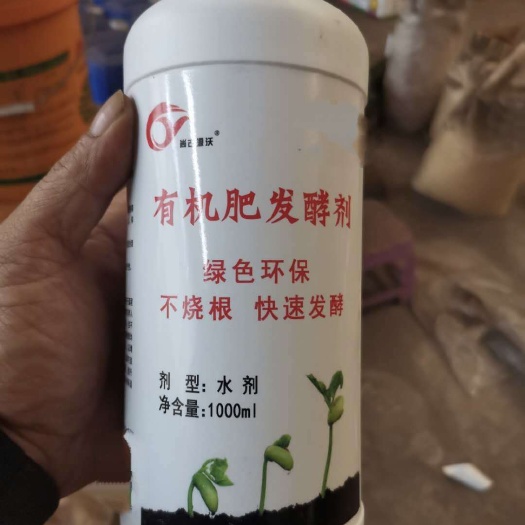 有机肥发酵剂
绿色环保
不烧根 快速发酵
剂 型: 水 剂
净含量:1000ml